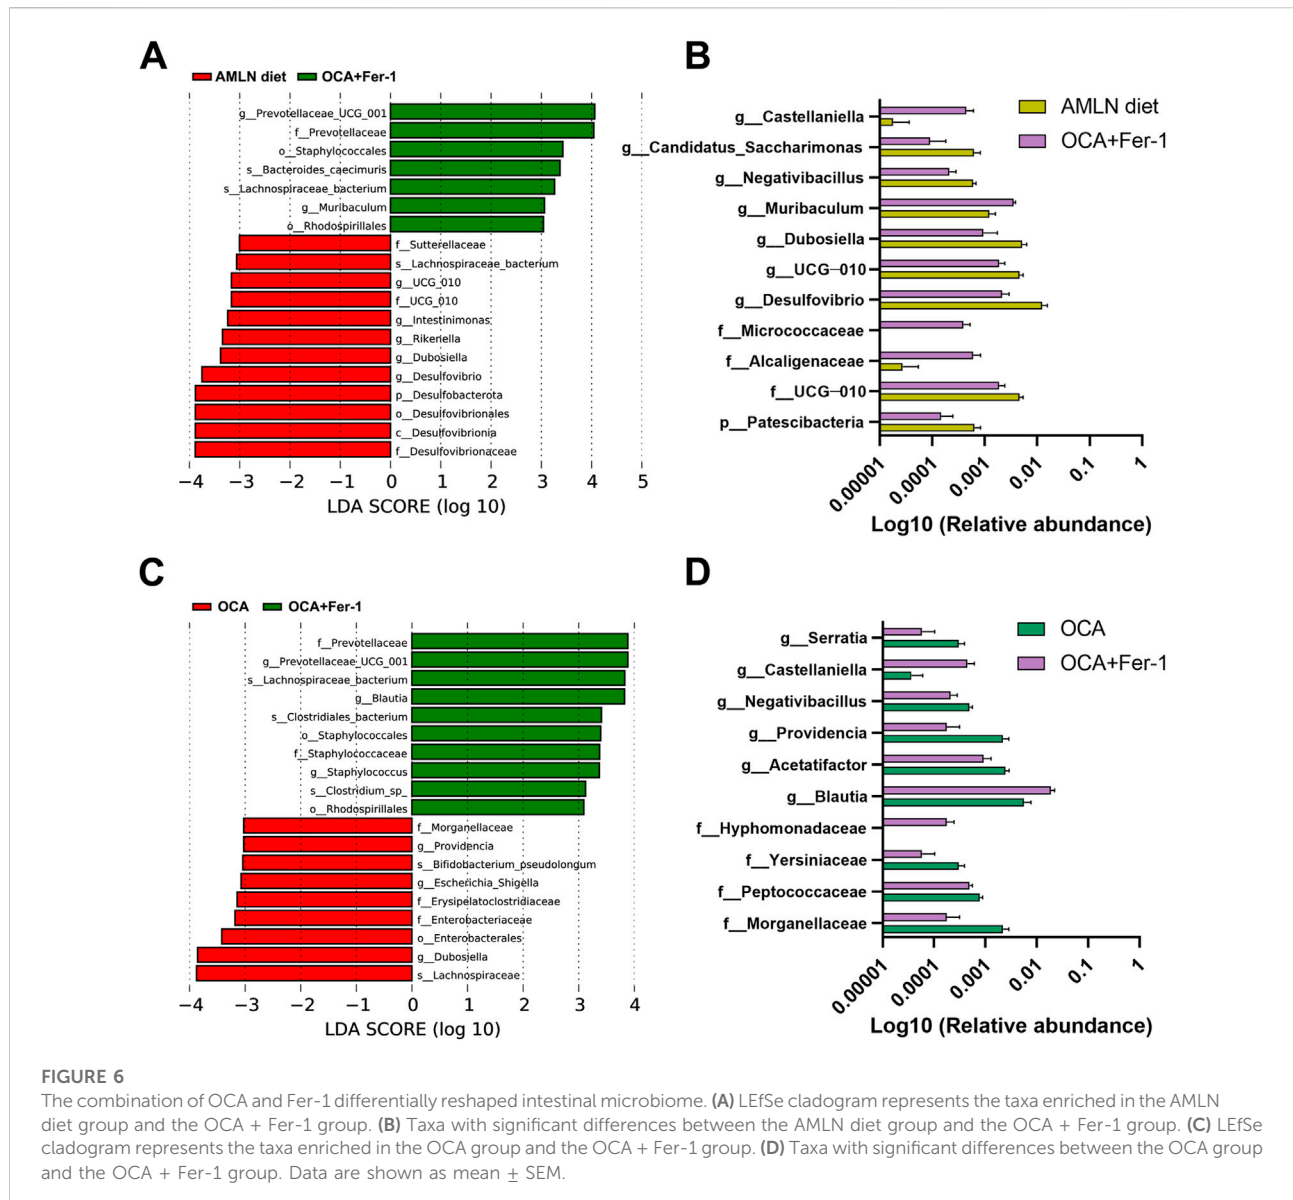 A
AMLN diet OCA+Fer-1
g__Prevotellaceae_UCG_001
f__Prevotellaceae
o__Staphylococcales
s__Bacteroides_caecimuris
s__Lachnospiraceae_bacterium
g__Muribaculum
o__Rhodospirillales
f__Sutterellaceae
s__Lachnospiraceae_bacterium
g__UCG_010
f__UCG_010
g__Intestinimonas
g__Rikenella
g__Dubosiella
g__Desulfovibrio
p__Desulfobacterota
o__Desulfovibrionales
c__Desulfovibrionia
f__Desulfovibrionaceae
−4 −3 −2 −1 0 1 2 3 4 5
LDA SCORE (log 10)
B
AMLN diet
OCA+Fer-1
g__Castellaniella
g__Candidatus_Saccharimonas
g__Negativibacillus
g__Muribaculum
g__Dubosiella
g__UCG−010
g__Desulfovibrio
f__Micrococcaceae
f__Alcaligenaceae
f__UCG−010
p__Patescibacteria
0.00001 0.0001 0.001 0.01 0.1 1
Log10 (Relative abundance)
C
OCA OCA+Fer-1
f__Prevotellaceae
g__Prevotellaceae_UCG_001
s__Lachnospiraceae_bacterium
g__Blautia
s__Clostridiales_bacterium
o__Staphylococcales
f__Staphylococcaceae
g__Staphylococcus
s__Clostridium_sp_
o__Rhodospirillales
f__Morganellaceae
g__Providencia
s__Bifidobacterium_pseudolongum
g__Escherichia_Shigella
f__Erysipelatoclostridiaceae
f__Enterobacteriaceae
o__Enterobacterales
g__Dubosiella
s__Lachnospiraceae
−4 −3 −2 −1 0 1 2 3 4
LDA SCORE (log 10)
D
OCA
OCA+Fer-1
g__Serratia
g__Castellaniella
g__Negativibacillus
g__Providencia
g__Acetatifactor
g__Blautia
f__Hyphomonadaceae
f__Yersiniaceae
f__Peptococcaceae
f__Morganellaceae
0.00001 0.0001 0.001 0.01 0.1 1
Log10 (Relative abundance)
FIGURE 6
The combination of OCA and Fer-1 differentially reshaped intestinal microbiome. (A) LEfSe cladogram represents the taxa enriched in the AMLN
diet group and the OCA + Fer-1 group. (B) Taxa with significant differences between the AMLN diet group and the OCA + Fer-1 group. (C) LEfSe
cladogram represents the taxa enriched in the OCA group and the OCA + Fer-1 group. (D) Taxa with significant differences between the OCA group
and the OCA + Fer-1 group. Data are shown as mean ± SEM.